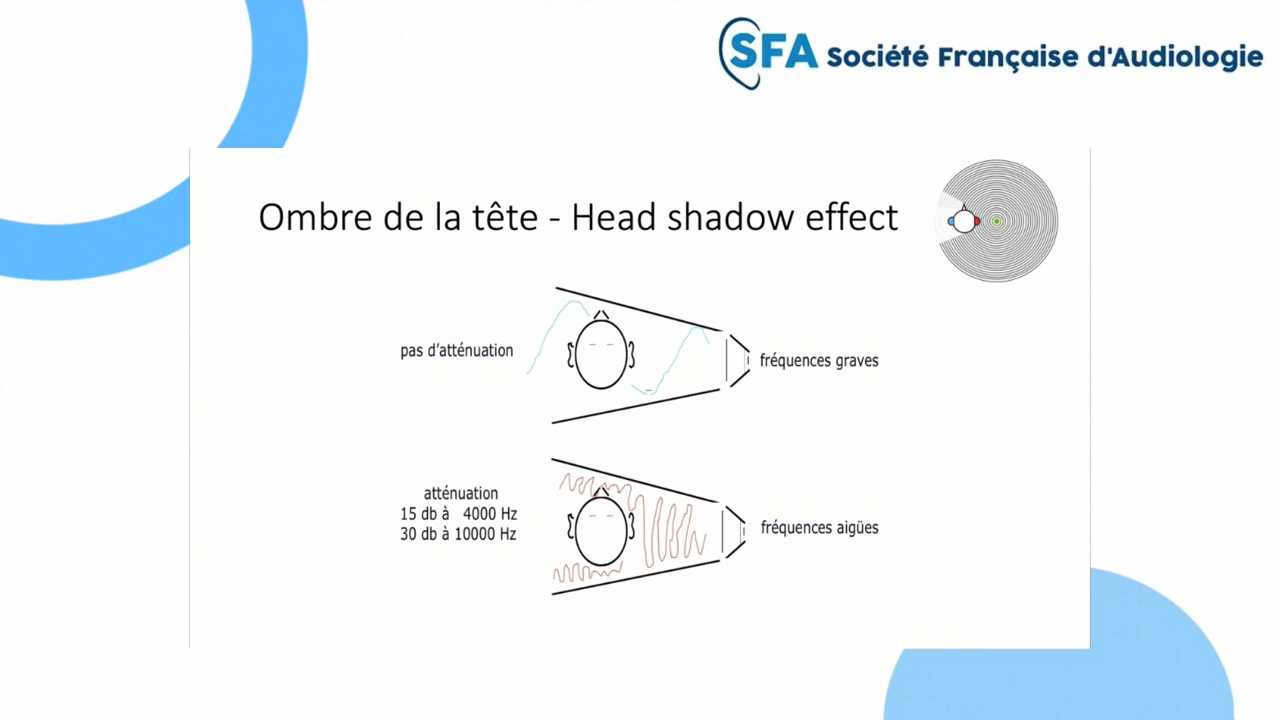 SFA Société Française d'Audiologie
Ombre de la tête - Head shadow effect
pas d'atténuation
fréquences graves
atténuation
15 db à 4000 Hz
30 db à 10000 Hz
fréquences aigües